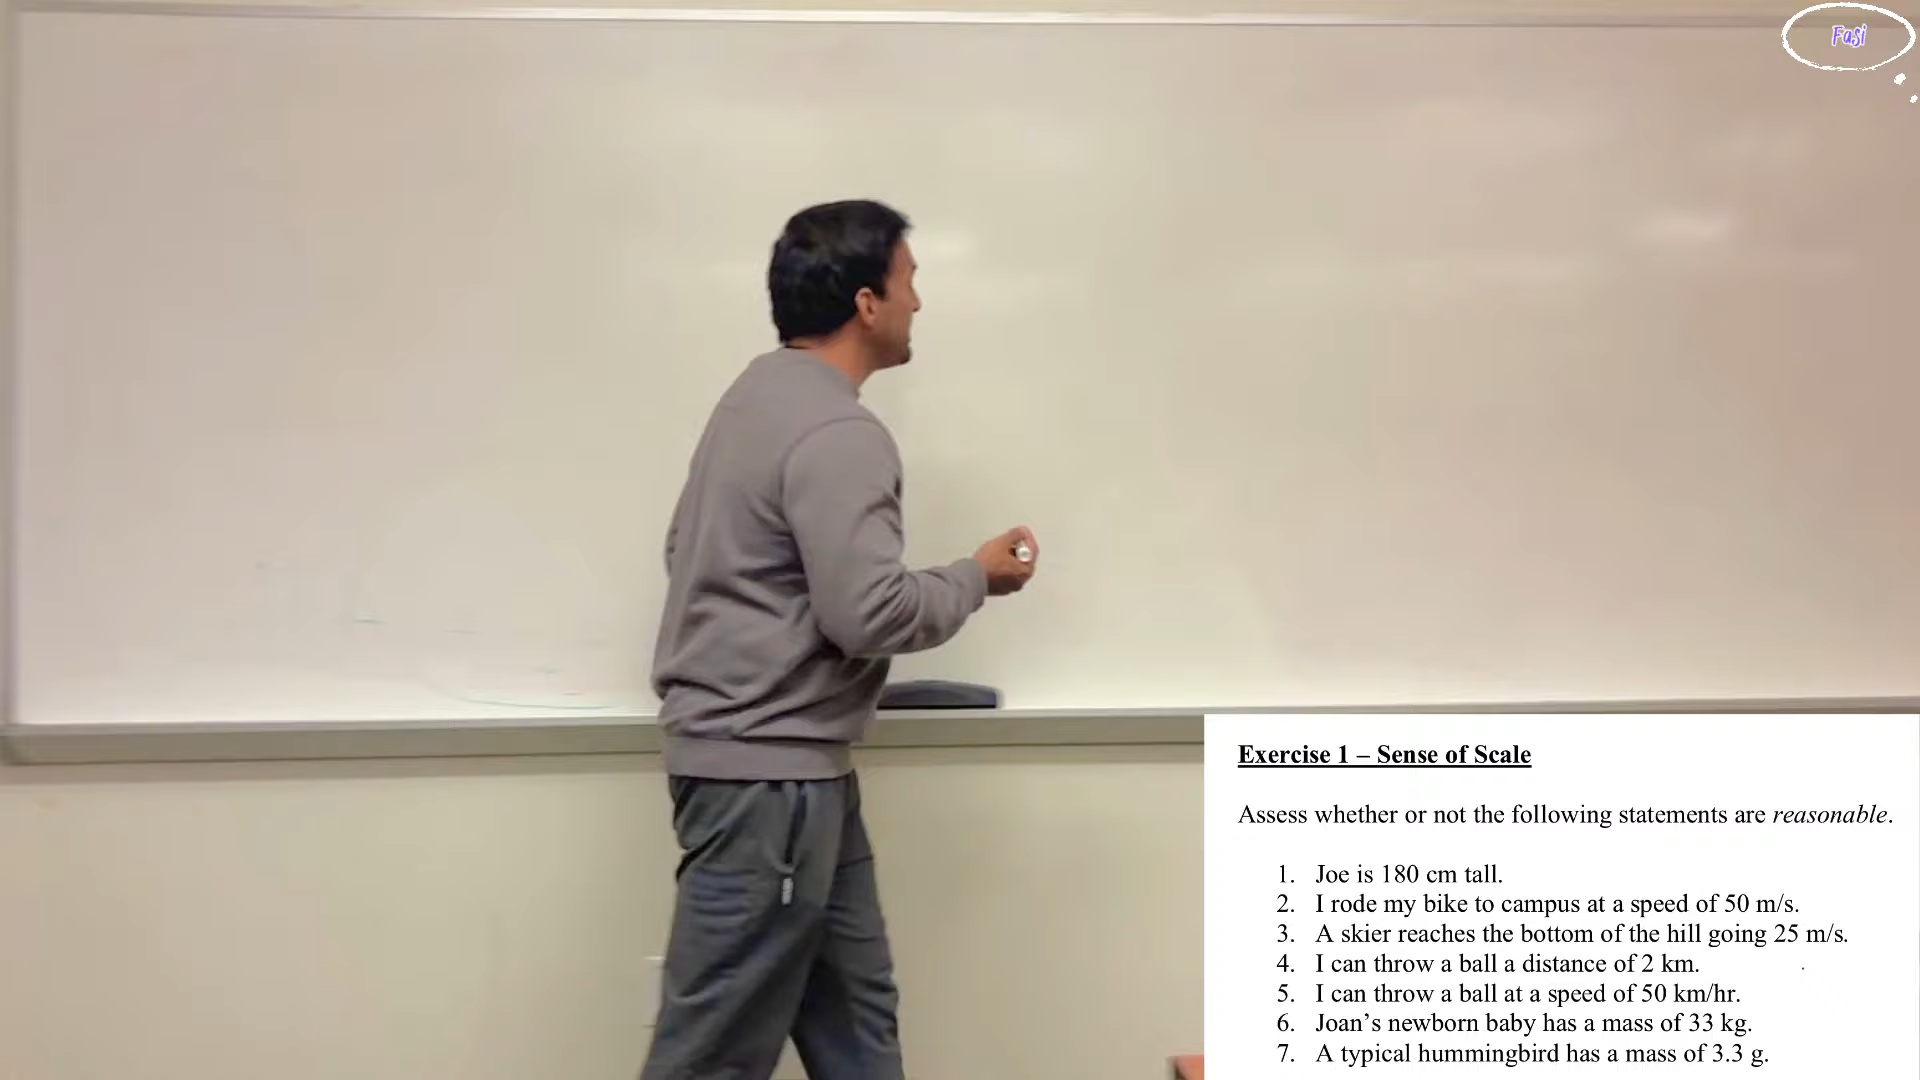 Fasi
Exercise 1 – Sense of Scale
Assess whether or not the following statements are reasonable.
1. Joe is 180 cm tall.
2. I rode my bike to campus at a speed of 50 m/s.
3. A skier reaches the bottom of the hill going 25 m/s.
4. I can throw a ball a distance of 2 km.
5. I can throw a ball at a speed of 50 km/hr.
6. Joan’s newborn baby has a mass of 33 kg.
7. A typical hummingbird has a mass of 3.3 g.